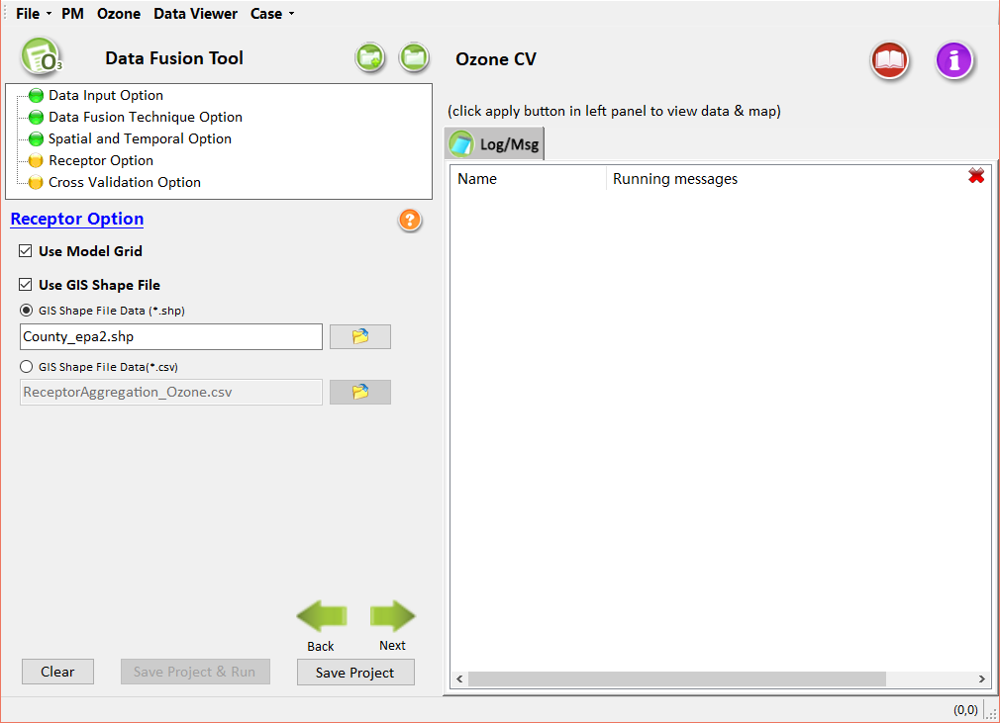 File PM Ozone Data Viewer Case
O3
Data Fusion Tool
Data Input Option
Data Fusion Technique Option
Spatial and Temporal Option
Receptor Option
Cross Validation Option
Receptor Option
?
Use Model Grid
Use GIS Shape File
GIS Shape File Data (*.shp)
County_epa2.shp
GIS Shape File Data(*.csv)
ReceptorAggregation_Ozone.csv
Back Next
Clear Save Project & Run Save Project
Ozone CV
i
(click apply button in left panel to view data & map)
Log/Msg
Name Running messages
(0,0)